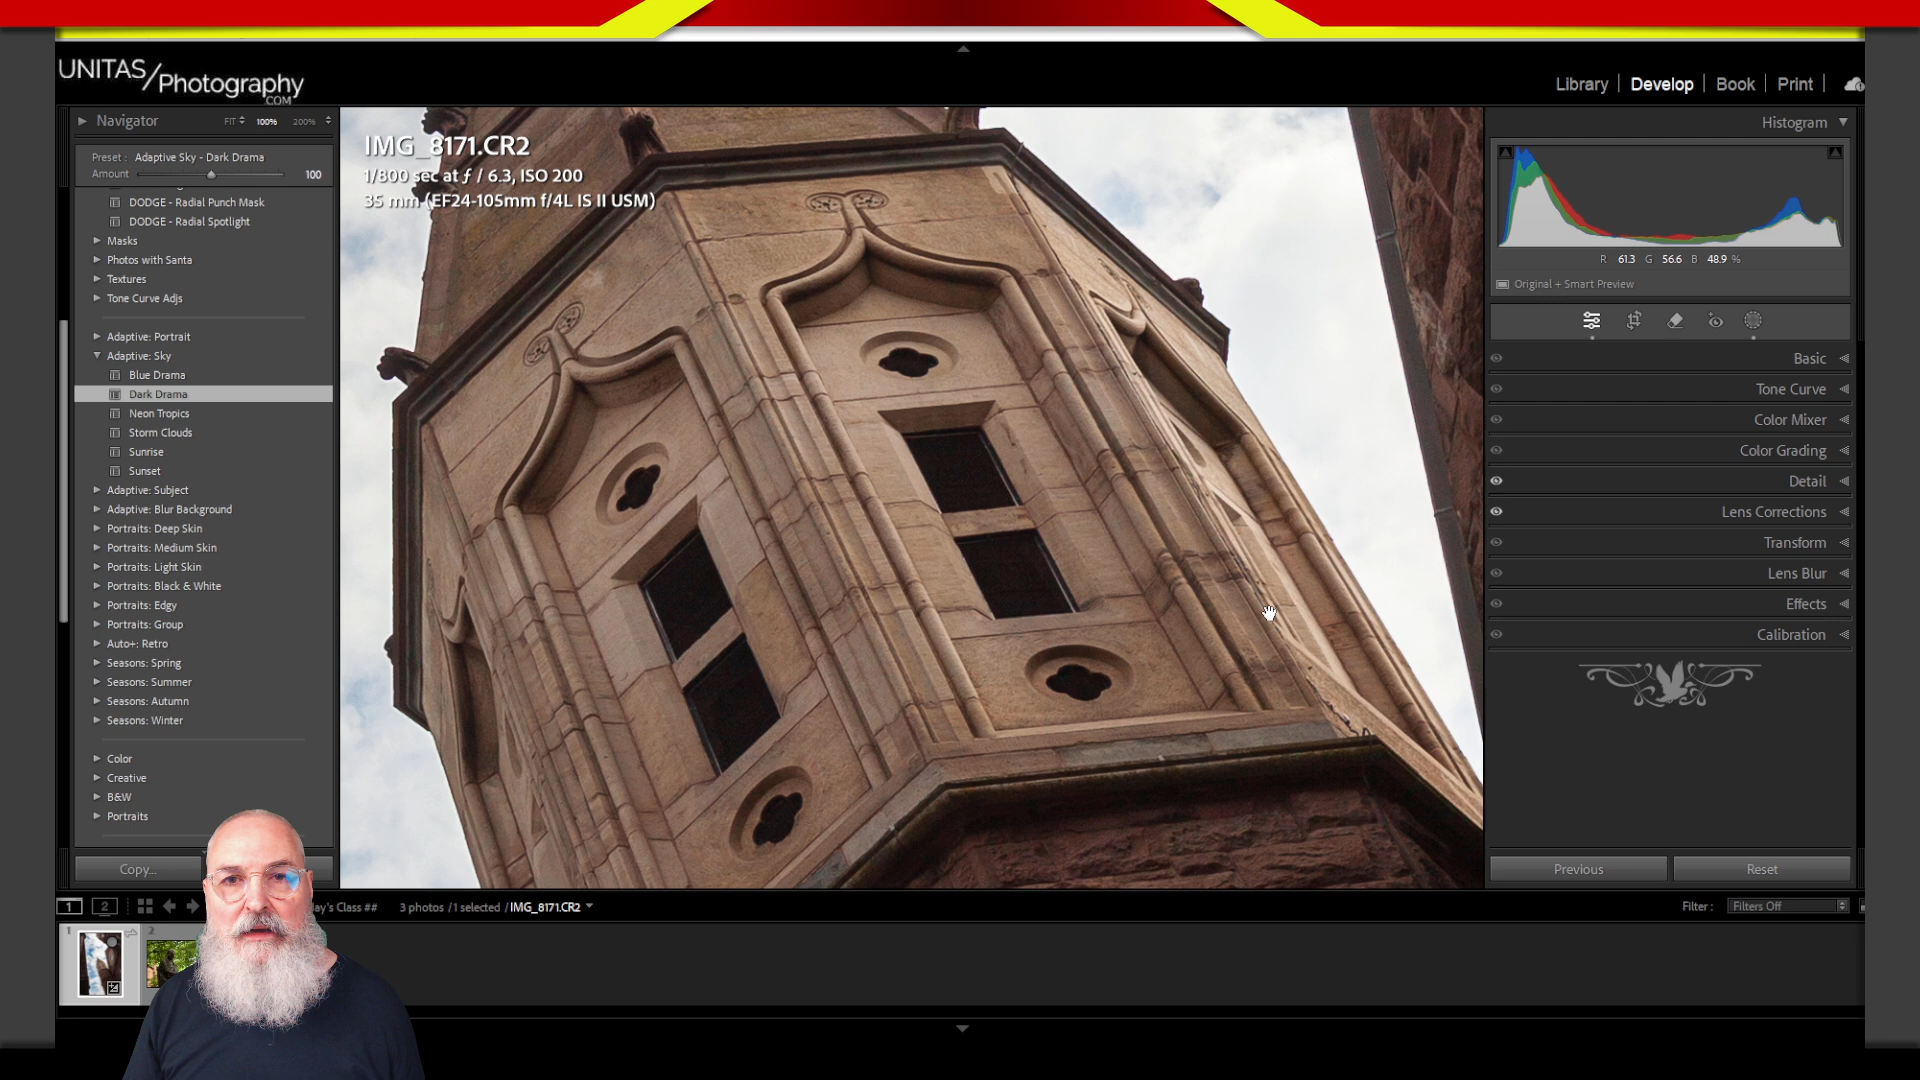 UNITAS/Photography
.COM
Library | Develop | Book | Print |
Navigator FIT 100% 200%
Histogram
Preset : Adaptive Sky - Dark Drama
Amount 100
DODGE - Radial Punch Mask
DODGE - Radial Spotlight
Masks
Photos with Santa
Textures
Tone Curve Adjs
Adaptive: Portrait
Adaptive: Sky
Blue Drama
Dark Drama
Neon Tropics
Storm Clouds
Sunrise
Sunset
Adaptive: Subject
Adaptive: Blur Background
Portraits: Deep Skin
Portraits: Medium Skin
Portraits: Light Skin
Portraits: Black & White
Portraits: Edgy
Portraits: Group
Auto+: Retro
Seasons: Spring
Seasons: Summer
Seasons: Autumn
Seasons: Winter
Color
Creative
B&W
Portraits
Copy...
IMG_8171.CR2
1/800 sec at ƒ / 6.3, ISO 200
35 mm (EF24-105mm f/4L IS II USM)
R 61.3 G 56.6 B 48.9 %
Original + Smart Preview
Basic
Tone Curve
Color Mixer
Color Grading
Detail
Lens Corrections
Transform
Lens Blur
Effects
Calibration
Previous Reset
1 2 Class ## 3 photos / 1 selected / IMG_8171.CR2 Filter : Filters Off
1 2